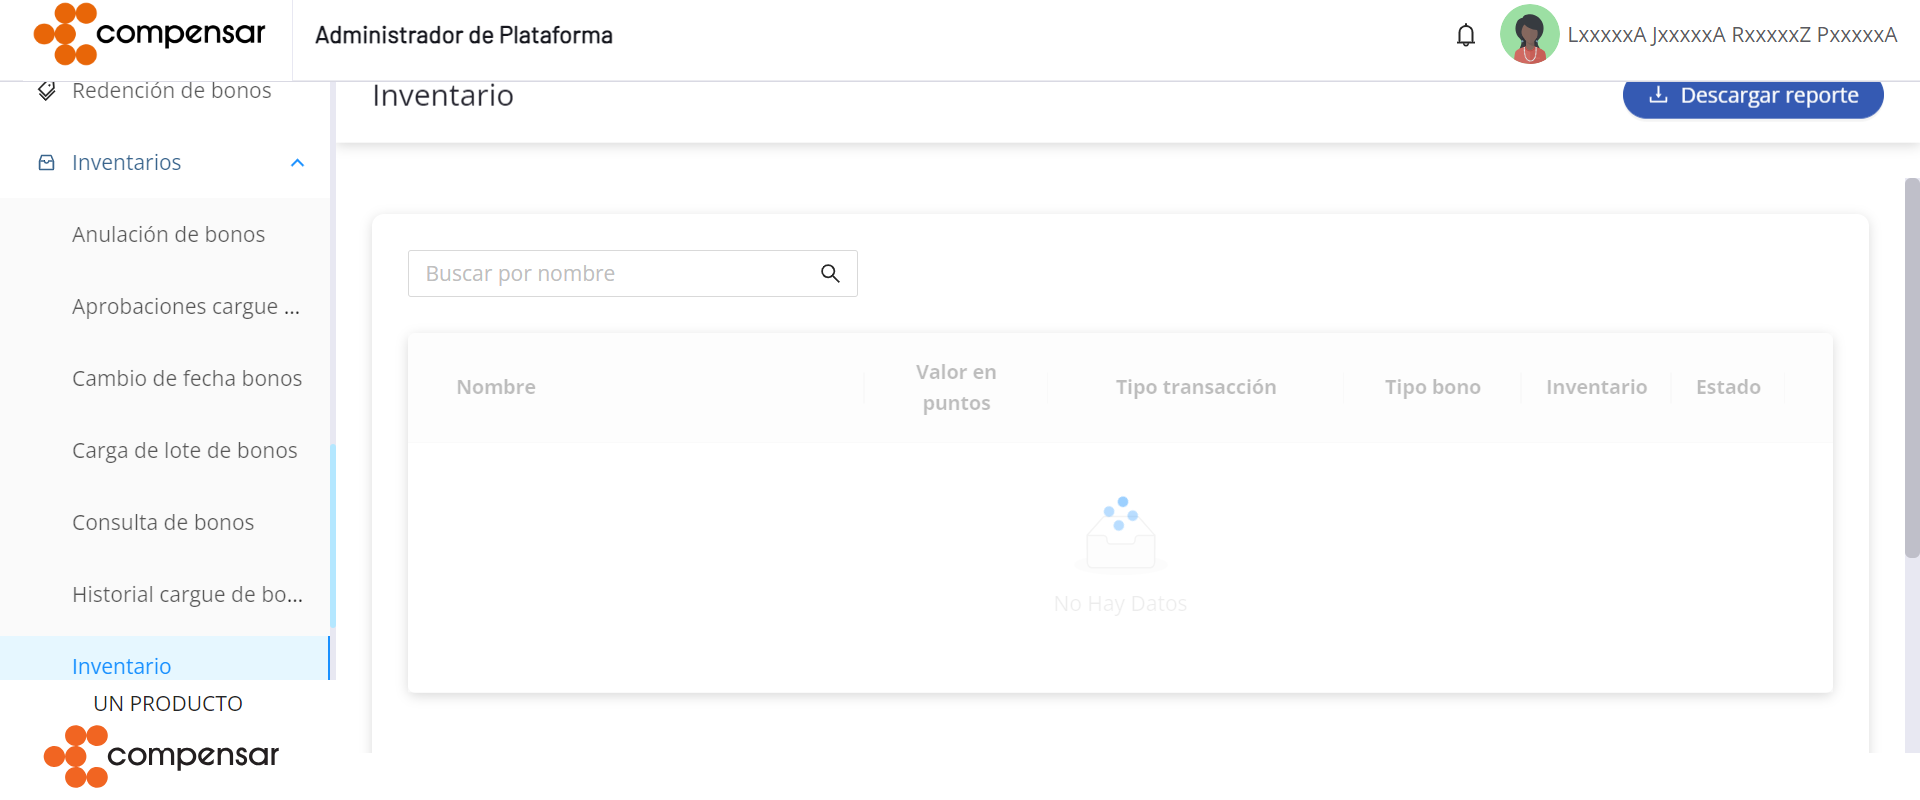 compensar
Administrador de Plataforma
LxxxxxA JxxxxxA RxxxxxZ PxxxxxA
Redención de bonos
Inventarios
Anulación de bonos
Aprobaciones cargue ...
Cambio de fecha bonos
Carga de lote de bonos
Consulta de bonos
Historial cargue de bo...
Inventario
UN PRODUCTO
compensar
Inventario
Descargar reporte
Buscar por nombre
Nombre
Valor en
puntos
Tipo transacción
Tipo bono
Inventario
Estado
No Hay Datos